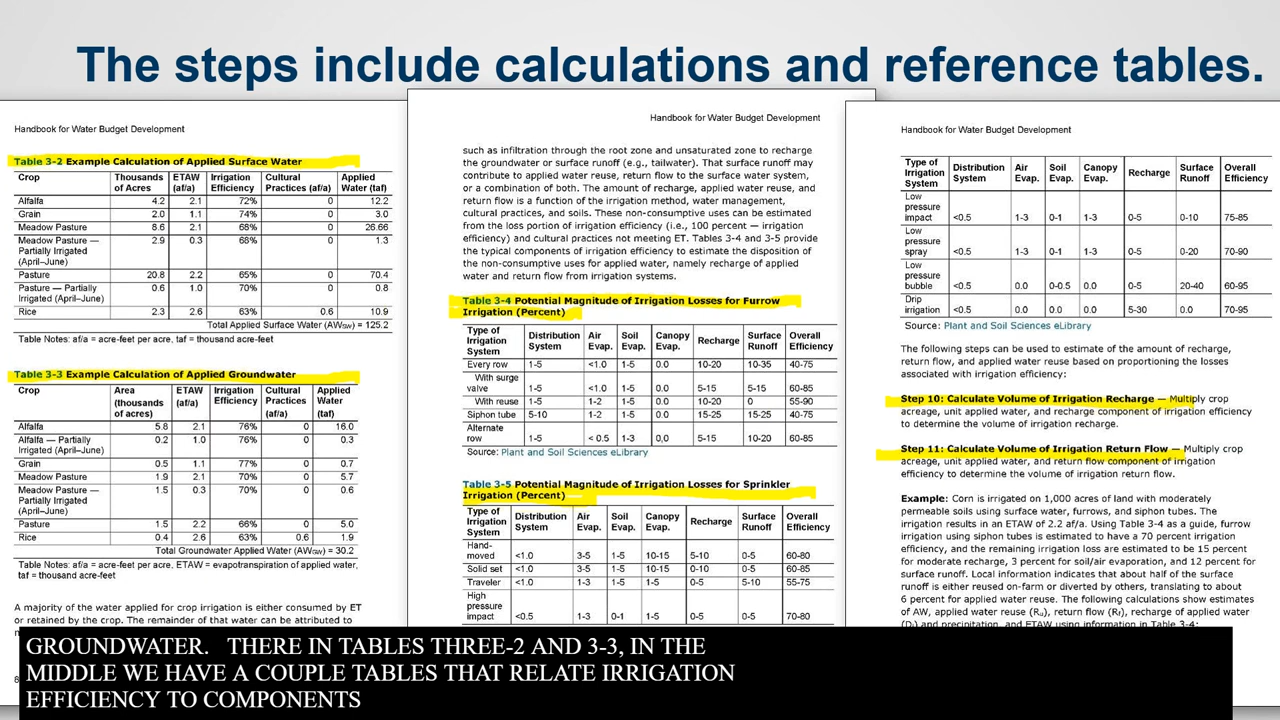 The steps include calculations and reference tables.
Handbook for Water Budget Development
Table 3-2 Example Calculation of Applied Surface Water
Crop Thousands of Acres ETAW (af/a) Irrigation Efficiency Cultural Practices (af/a) Applied Water (taf)
Alfalfa 4.2 2.1 72% 0 12.2
Grain 2.0 1.1 74% 0 3.0
Meadow Pasture 8.6 2.1 68% 0 26.66
Meadow Pasture — Partially Irrigated (April–June) 2.9 0.3 68% 0 1.3
Pasture 20.8 2.2 65% 0 70.4
Pasture — Partially Irrigated (April–June) 0.6 1.0 70% 0 0.8
Rice 2.3 2.6 63% 0.6 10.9
Total Applied Surface Water (AWSW) = 125.2
Table Notes: af/a = acre-feet per acre, taf = thousand acre-feet
Table 3-3 Example Calculation of Applied Groundwater
Crop Area (thousands of acres) ETAW (af/a) Irrigation Efficiency Cultural Practices (af/a) Applied Water (taf)
Alfalfa 5.8 2.1 76% 0 16.0
Alfalfa — Partially Irrigated (April–June) 0.2 1.0 76% 0 0.3
Grain 0.5 1.1 77% 0 0.7
Meadow Pasture 1.9 2.1 70% 0 5.7
Meadow Pasture — Partially Irrigated (April–June) 1.5 0.3 70% 0 0.6
Pasture 1.5 2.2 66% 0 5.0
Rice 0.4 2.6 63% 0.6 1.9
Total Groundwater Applied Water (AWGW) = 30.2
Table Notes: af/a = acre-feet per acre, ETAW = evapotranspiration of applied water,
taf = thousand acre-feet
A majority of the water applied for crop irrigation is either consumed by ET
or retained by the crop. The remainder of that water can be attributed to
Handbook for Water Budget Development
such as infiltration through the root zone and unsaturated zone to recharge
the groundwater or surface runoff (e.g., tailwater). That surface runoff may
contribute to applied water reuse, return flow to the surface water system,
or a combination of both. The amount of recharge, applied water reuse, and
return flow is a function of the irrigation method, water management,
cultural practices, and soils. These non-consumptive uses can be estimated
from the loss portion of irrigation efficiency (i.e., 100 percent — irrigation
efficiency) and cultural practices not meeting ET. Tables 3-4 and 3-5 provide
the typical components of irrigation efficiency to estimate the disposition of
the non-consumptive uses for applied water, namely recharge of applied
water and return flow from irrigation systems.
Table 3-4 Potential Magnitude of Irrigation Losses for Furrow
Irrigation (Percent)
Type of Irrigation System Distribution System Air Evap. Soil Evap. Canopy Evap. Recharge Surface Runoff Overall Efficiency
Every row 1-5 <1.0 1-5 0.0 10-20 10-35 40-75
With surge valve 1-5 <1.0 1-5 0.0 5-15 5-15 60-85
With reuse 1-5 1-2 1-5 0.0 10-20 0 55-90
Siphon tube 5-10 1-2 1-5 0.0 15-25 15-25 40-75
Alternate row 1-5 < 0.5 1-3 0,0 5-15 10-20 60-85
Source: Plant and Soil Sciences eLibrary
Table 3-5 Potential Magnitude of Irrigation Losses for Sprinkler
Irrigation (Percent)
Type of Irrigation System Distribution System Air Evap. Soil Evap. Canopy Evap. Recharge Surface Runoff Overall Efficiency
Hand-moved <1.0 3-5 1-5 10-15 5-10 0-5 60-80
Solid set <1.0 3-5 1-5 10-15 0-10 0-5 60-85
Traveler <1.0 1-3 1-5 1-5 0-5 5-10 55-75
High pressure impact <0.5 1-3 0-1 1-5 0-5 0-5 70-80
Handbook for Water Budget Development
Type of Irrigation System Distribution System Air Evap. Soil Evap. Canopy Evap. Recharge Surface Runoff Overall Efficiency
Low pressure impact <0.5 1-3 0-1 1-3 0-5 0-10 75-85
Low pressure spray <0.5 1-3 0-1 1-3 0-5 0-20 70-90
Low pressure bubble <0.5 0.0 0-0.5 0.0 0-5 20-40 60-95
Drip irrigation <0.5 0.0 0.0 0.0 5-30 0.0 70-95
Source: Plant and Soil Sciences eLibrary
The following steps can be used to estimate of the amount of recharge,
return flow, and applied water reuse based on proportioning the losses
associated with irrigation efficiency:
Step 10: Calculate Volume of Irrigation Recharge — Multiply crop
acreage, unit applied water, and recharge component of irrigation efficiency
to determine the volume of irrigation recharge.
Step 11: Calculate Volume of Irrigation Return Flow — Multiply crop
acreage, unit applied water, and return flow component of irrigation
efficiency to determine the volume of irrigation return flow.
Example: Corn is irrigated on 1,000 acres of land with moderately
permeable soils using surface water, furrows, and siphon tubes. The
irrigation results in an ETAW of 2.2 af/a. Using Table 3-4 as a guide, furrow
irrigation using siphon tubes is estimated to have a 70 percent irrigation
efficiency, and the remaining irrigation loss are estimated to be 15 percent
for moderate recharge, 3 percent for soil/air evaporation, and 12 percent for
surface runoff. Local information indicates that about half of the surface
runoff is either reused on-farm or diverted by others, translating to about
6 percent for applied water reuse. The following calculations show estimates
of AW, applied water reuse (Ru), return flow (Rf), recharge of applied water
and precipitation, and ETAW using information in Table 3-4:
GROUNDWATER. THERE IN TABLES THREE-2 AND 3-3, IN THE
MIDDLE WE HAVE A COUPLE TABLES THAT RELATE IRRIGATION
EFFICIENCY TO COMPONENTS